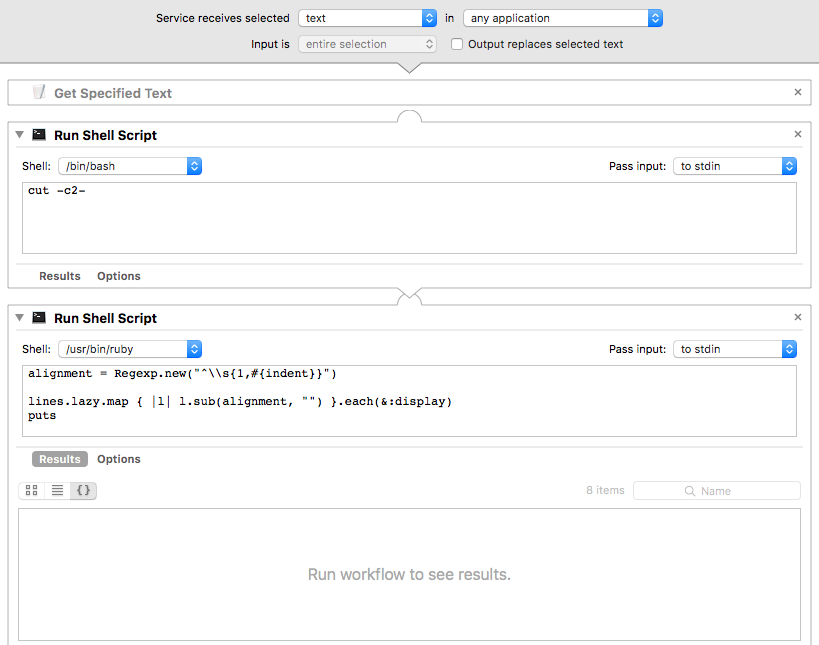 Service receives selected text in any application
Input is entire selection Output replaces selected text
Get Specified Text
Run Shell Script
Shell: /bin/bash Pass input: to stdin
cut -c2-
Results Options
Run Shell Script
Shell: /usr/bin/ruby Pass input: to stdin
alignment = Regexp.new("^\\s{1,#{indent}}")
lines.lazy.map { |l| l.sub(alignment, "") }.each(&:display)
puts
Results Options
{} 8 items Name
Run workflow to see results.